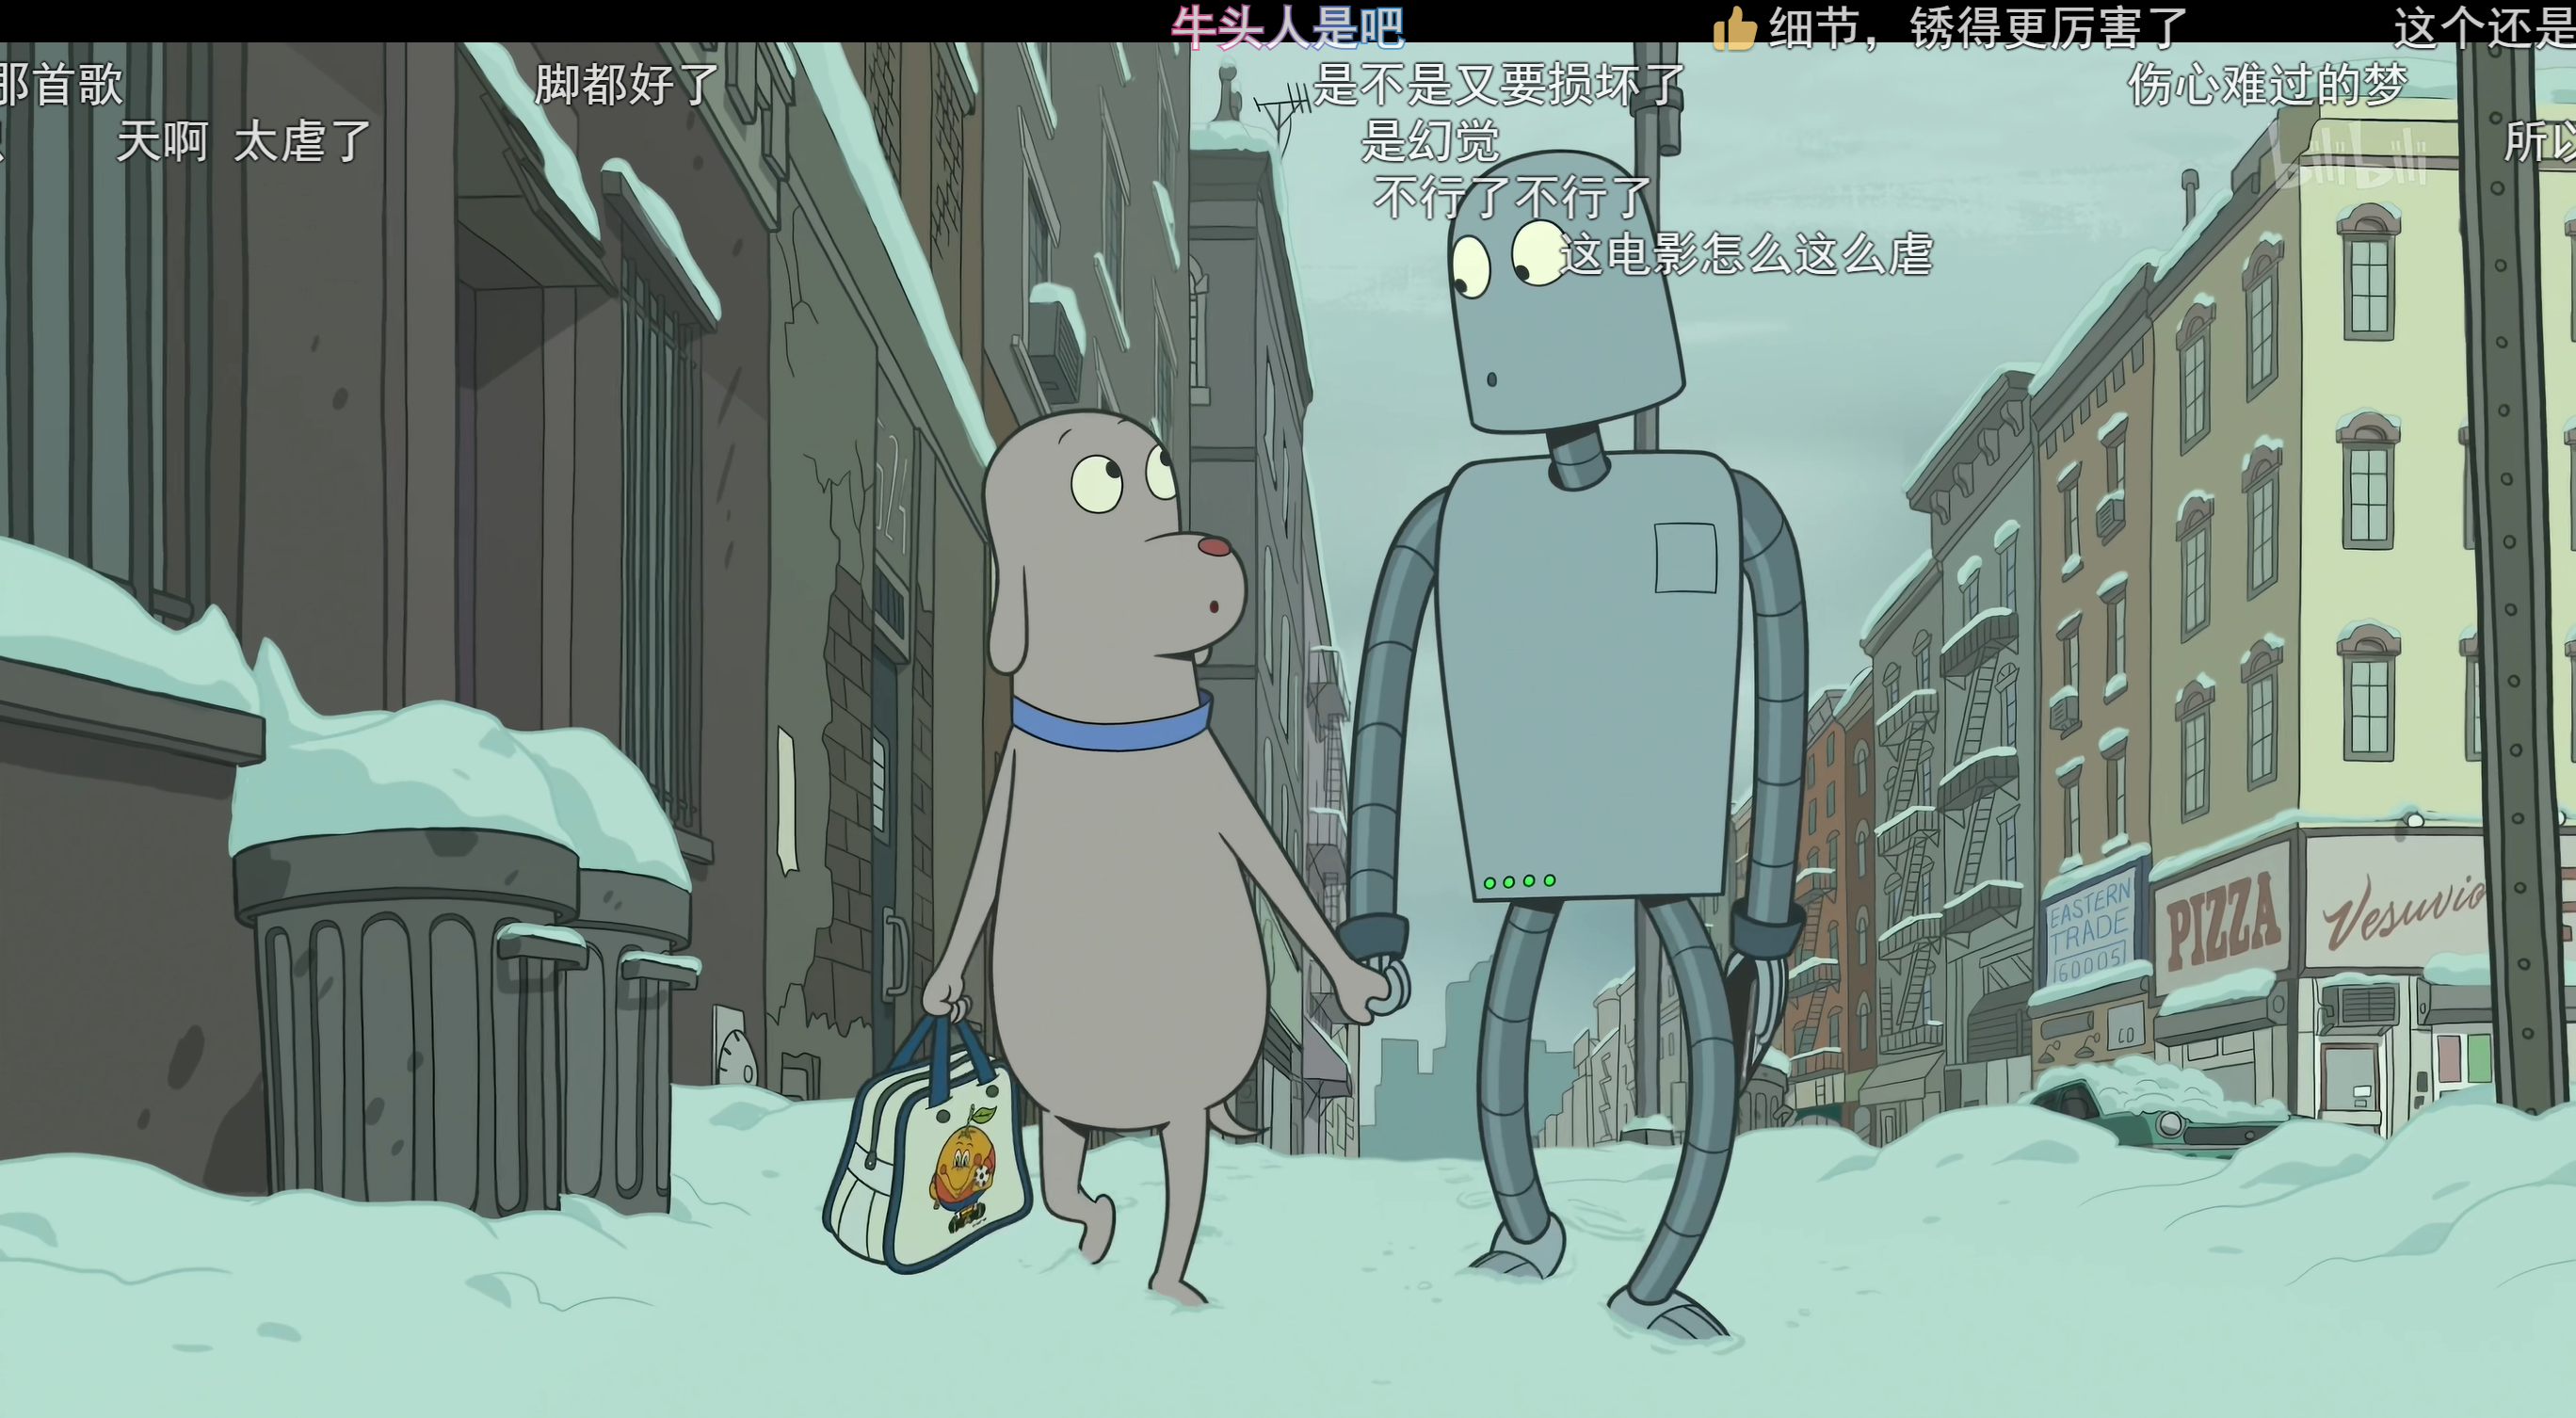 牛头人是吧
👍细节，锈得更厉害了
这个还是
那首歌
脚都好了
是不是又要损坏了
伤心难过的梦
天啊 太虐了
是幻觉
所以
bilibili
不行了不行了
这电影怎么这么虐
525
EASTERN
TRADE
60005
PIZZA
Vesuvio